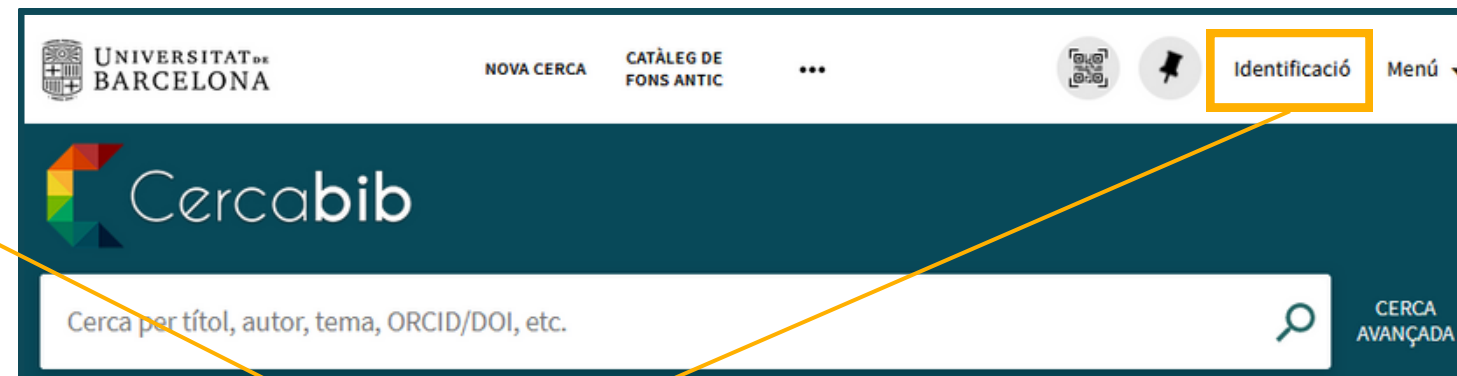 UNIVERSITAT DE
BARCELONA
NOVA CERCA
CATÀLEG DE
FONS ANTIC
•••
Identificació
Menú
Cercabib
Cerca per títol, autor, tema, ORCID/DOI, etc.
CERCA
AVANÇADA